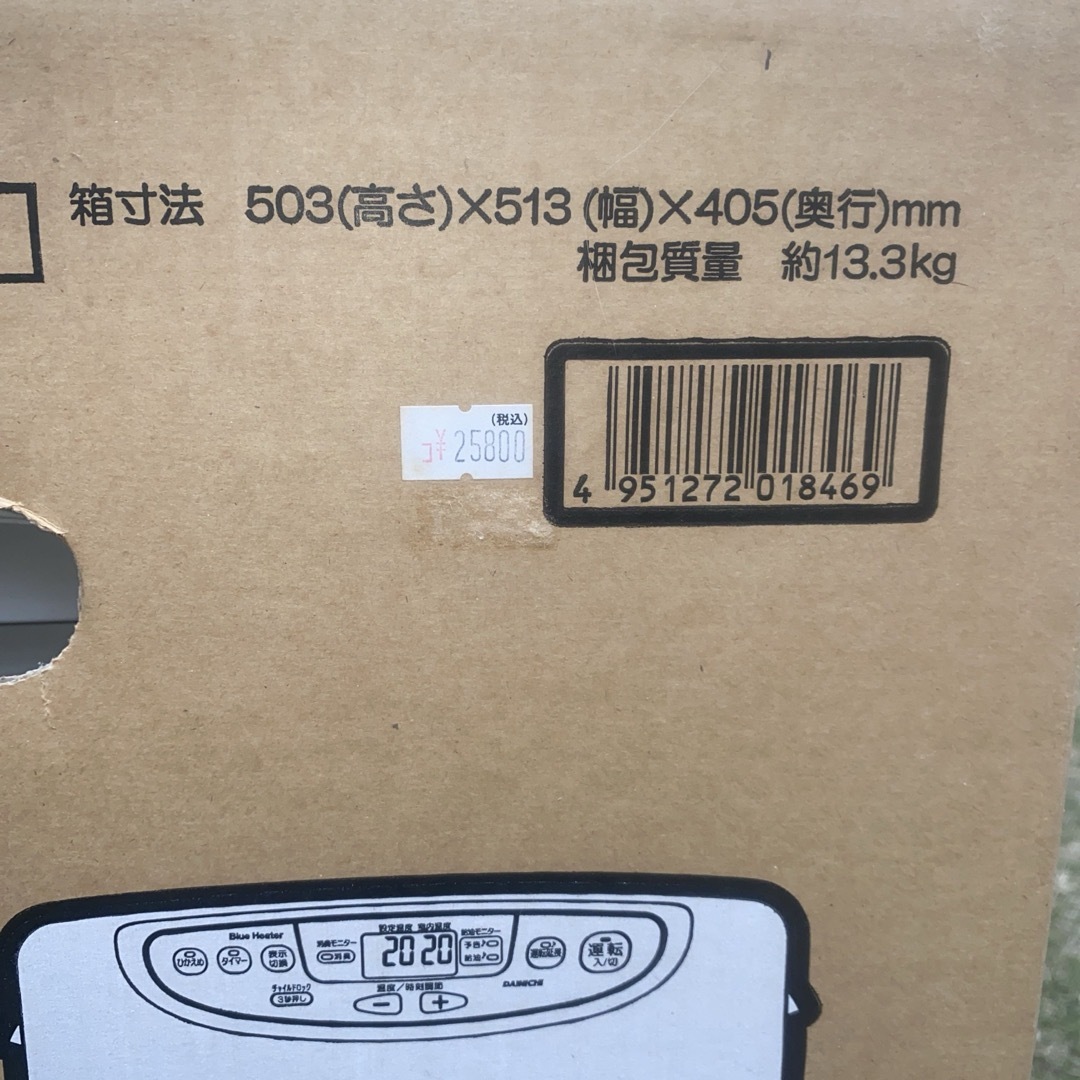 箱寸法　503(高さ)×513(幅)×405(奥行)mm
梱包質量　約13.3kg
(税込)
¥25800
4 951272 018469
Blue Heater
ひかえめ
タイマー
表示切換
消臭モニター
消臭
設定温度 室内温度
20 20
給油モニター
予告
給油
運転延長
運転 入/切
チャイルドロック
3秒押し
温度/時刻調節
− +
DAINICHI